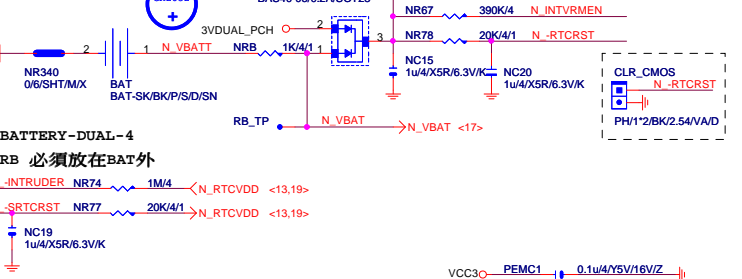 3VDUAL_PCH
2
3
1
NR67 390K/4 N_INTVRMEN
NR78 20K/4/1 N_-RTCRST
2 1 N_VBATT NRB 1K/4/1
NR340
0/6/SHT/M/X
BAT
BAT-SK/BK/P/S/D/SN
NC15
1u/4/X5R/6.3V/K
NC20
1u/4/X5R/6.3V/K
CLR_CMOS
N_-RTCRST
PH/1*2/BK/2.54/VA/D
RB_TP N_VBAT N_VBAT <17>
BATTERY-DUAL-4
RB 必須放在BAT外
-INTRUDER NR74 1M/4 N_RTCVDD <13,19>
-SRTCRST NR77 20K/4/1 N_RTCVDD <13,19>
NC19
1u/4/X5R/6.3V/K
VCC3 PEMC1 0.1u/4/Y5V/16V/Z